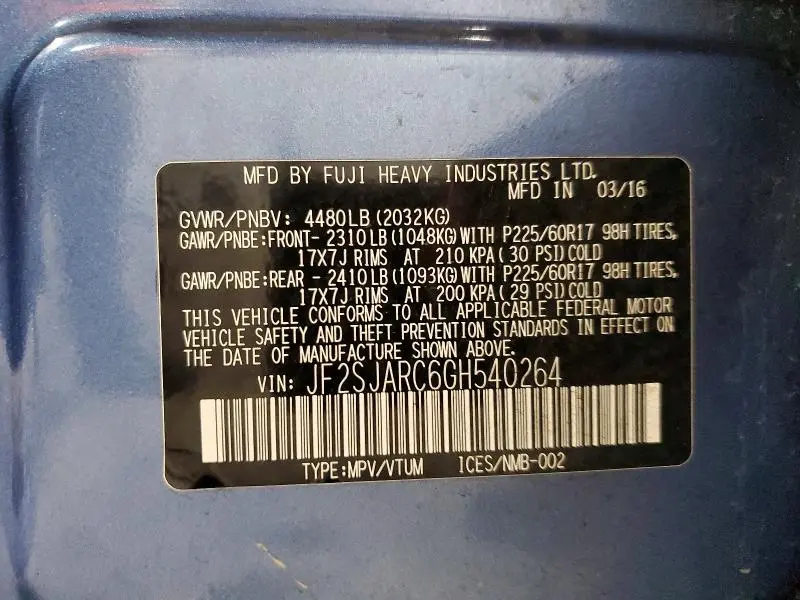 MFD BY FUJI HEAVY INDUSTRIES LTD.
MFD IN 03/16
GVWR/PNBV: 4480LB(2032KG)
GAWR/PNBE:FRONT- 2310LB(1048KG)WITH P225/60R17 98H TIRES,
17X7J RIMS AT 210 KPA( 30 PSI)COLD
GAWR/PNBE:REAR - 2410LB(1093KG)WITH P225/60R17 98H TIRES,
17X7J RIMS AT 200 KPA( 29 PSI)COLD
THIS VEHICLE CONFORMS TO ALL APPLICABLE FEDERAL MOTOR
VEHICLE SAFETY AND THEFT PREVENTION STANDARDS IN EFFECT ON
THE DATE OF MANUFACTURE SHOWN ABOVE.
VIN: JF2SJARC6GH540264
TYPE:MPV/VTUM ICES/NMB-002